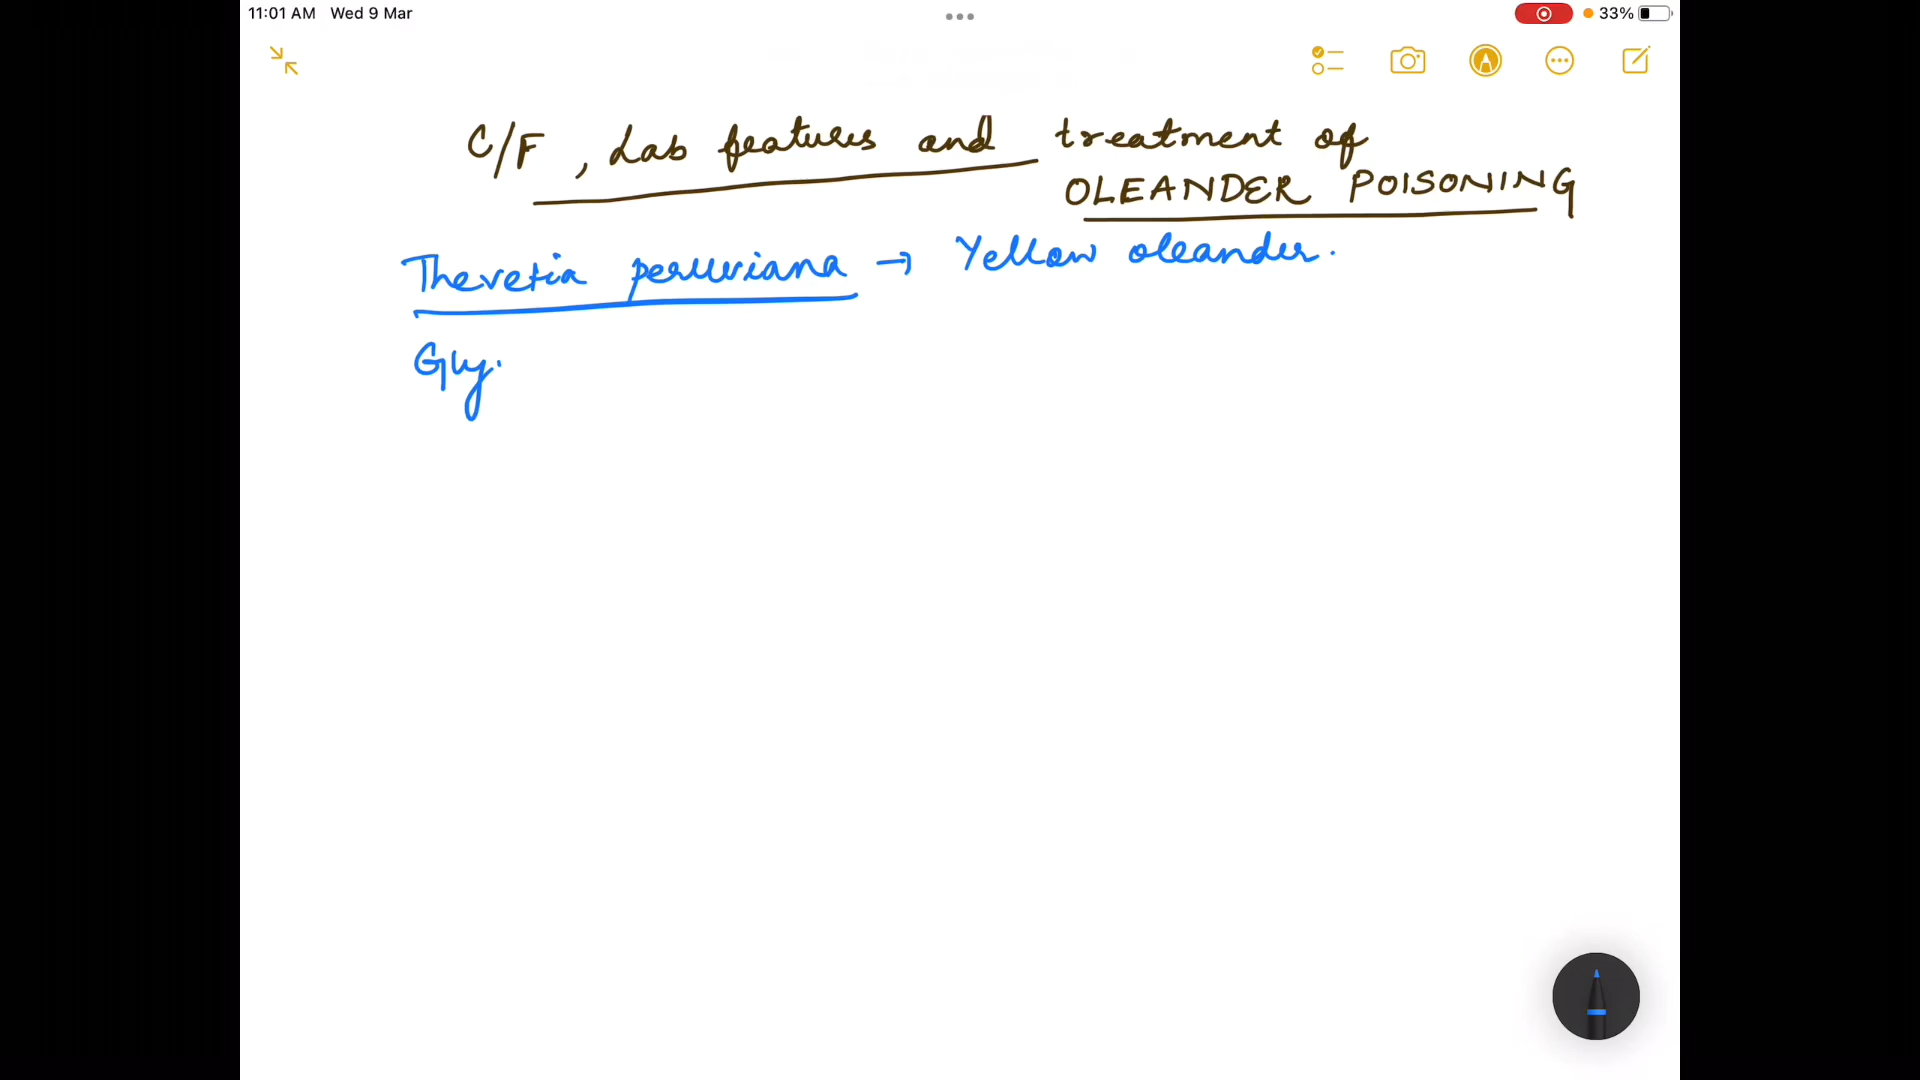 11:01 AM Wed 9 Mar
33%
C/F, Lab features and treatment of
OLEANDER POISONING
Thevetia peruviana → Yellow oleander.
Gly.